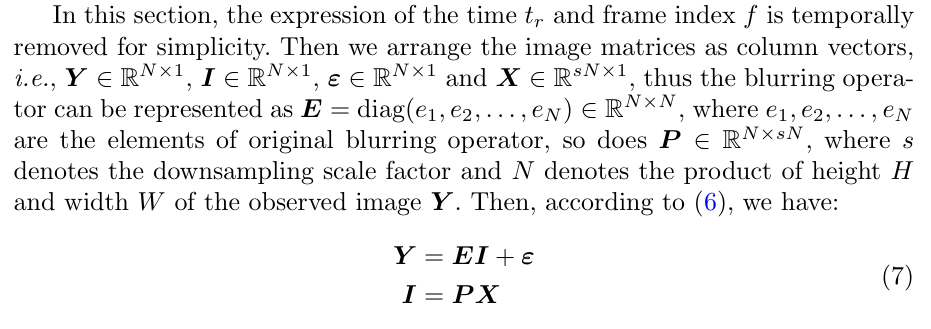 In this section, the expression of the time t_r and frame index f is temporally
removed for simplicity. Then we arrange the image matrices as column vectors,
i.e., Y ∈ ℝ^{N×1}, I ∈ ℝ^{N×1}, ε ∈ ℝ^{N×1} and X ∈ ℝ^{sN×1}, thus the blurring opera-
tor can be represented as E = diag(e_1, e_2, . . . , e_N) ∈ ℝ^{N×N}, where e_1, e_2, . . . , e_N
are the elements of original blurring operator, so does P ∈ ℝ^{N×sN}, where s
denotes the downsampling scale factor and N denotes the product of height H
and width W of the observed image Y. Then, according to (6), we have:
Y = EI + ε
I = PX
(7)